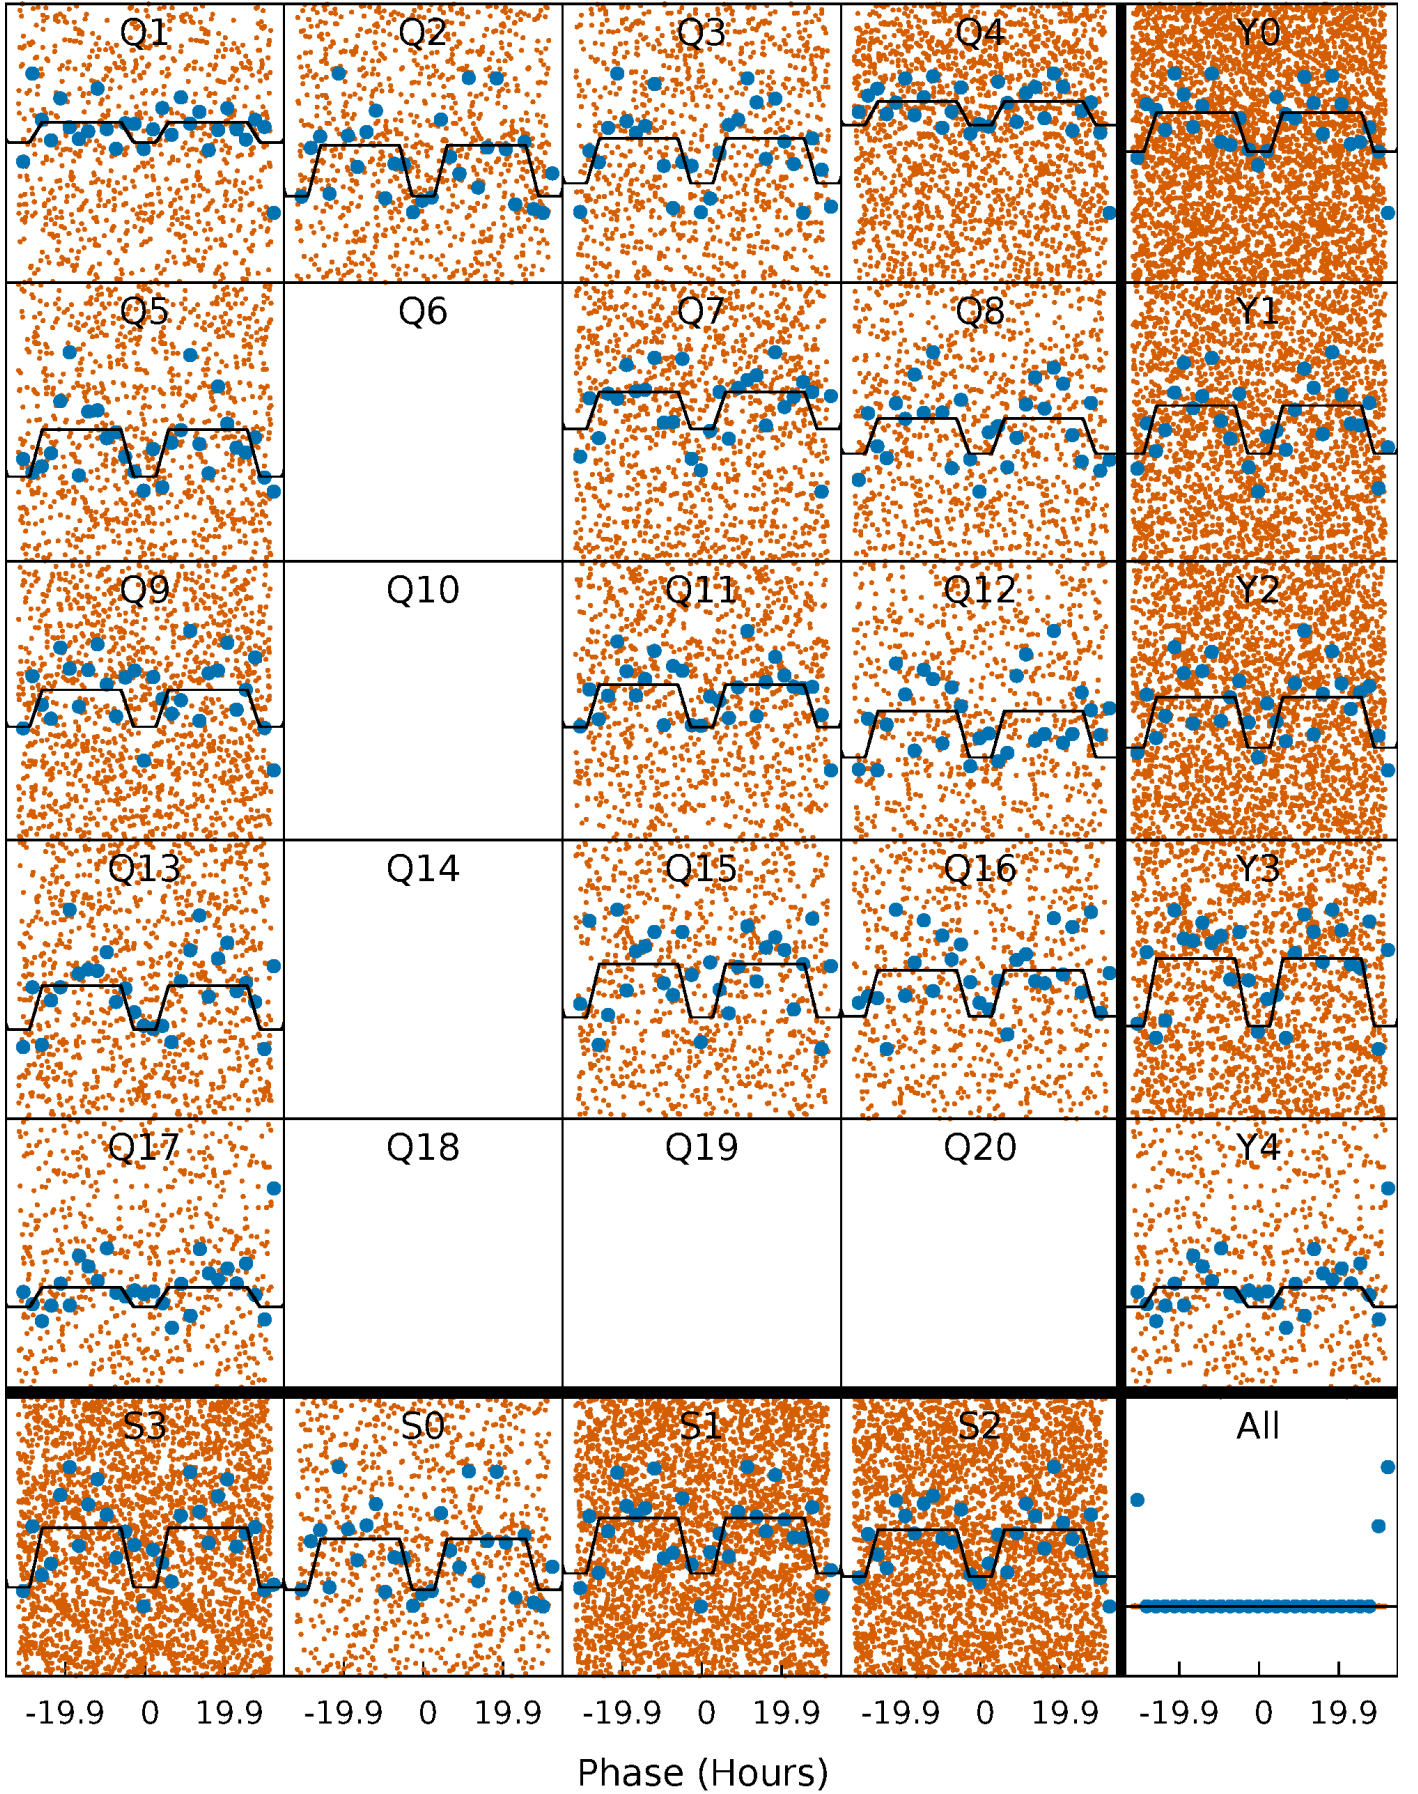 Q1 Q2 Q3 Q4 Y0
Q5 Q6 Q7 Q8 Y1
Q9 Q10 Q11 Q12 Y2
Q13 Q14 Q15 Q16 Y3
Q17 Q18 Q19 Q20 Y4
S3 S0 S1 S2 All
-19.9 0 19.9 -19.9 0 19.9 -19.9 0 19.9 -19.9 0 19.9 -19.9 0 19.9
Phase (Hours)